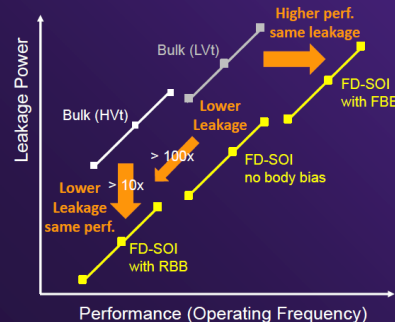 Higher perf.
same leakage
Bulk (LVt)
FD-SOI
with FBB
Bulk (HVt)
Lower
Leakage
> 100x
FD-SOI
no body bias
> 10x
Lower
Leakage
same perf.
FD-SOI
with RBB
Leakage Power
Performance (Operating Frequency)